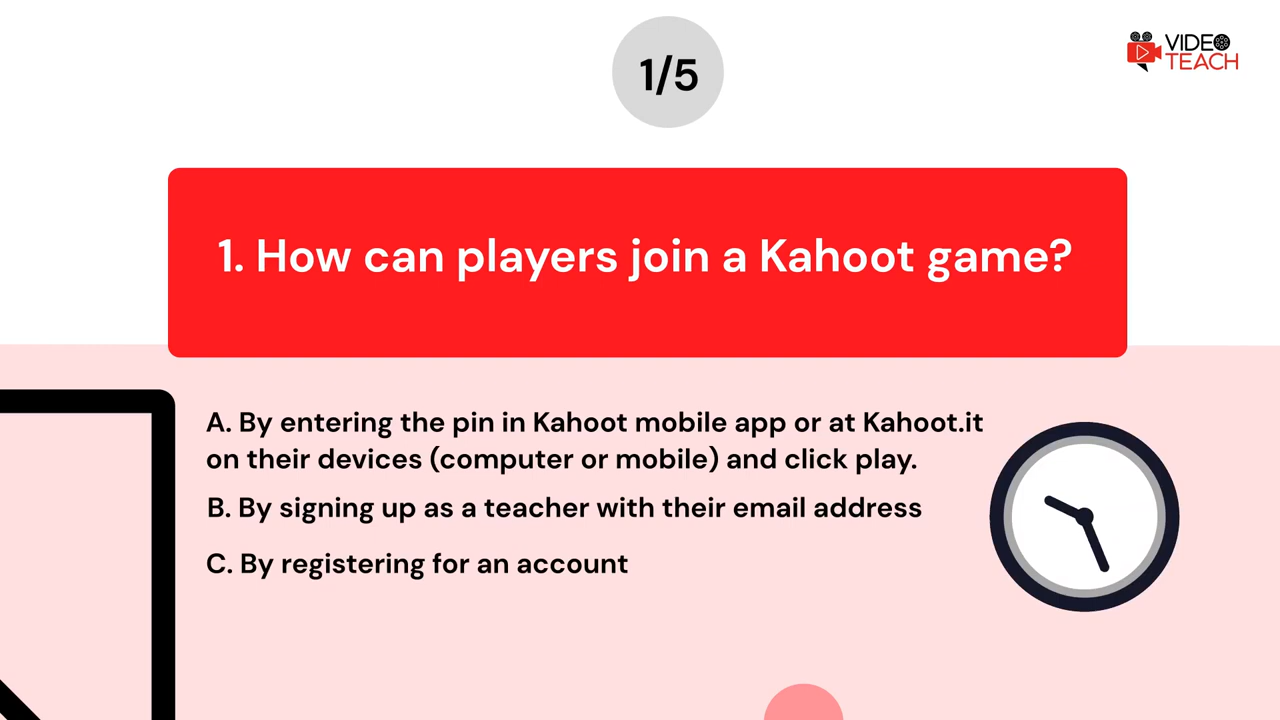 1/5
VIDEO
TEACH
1. How can players join a Kahoot game?
A. By entering the pin in Kahoot mobile app or at Kahoot.it
on their devices (computer or mobile) and click play.
B. By signing up as a teacher with their email address
C. By registering for an account